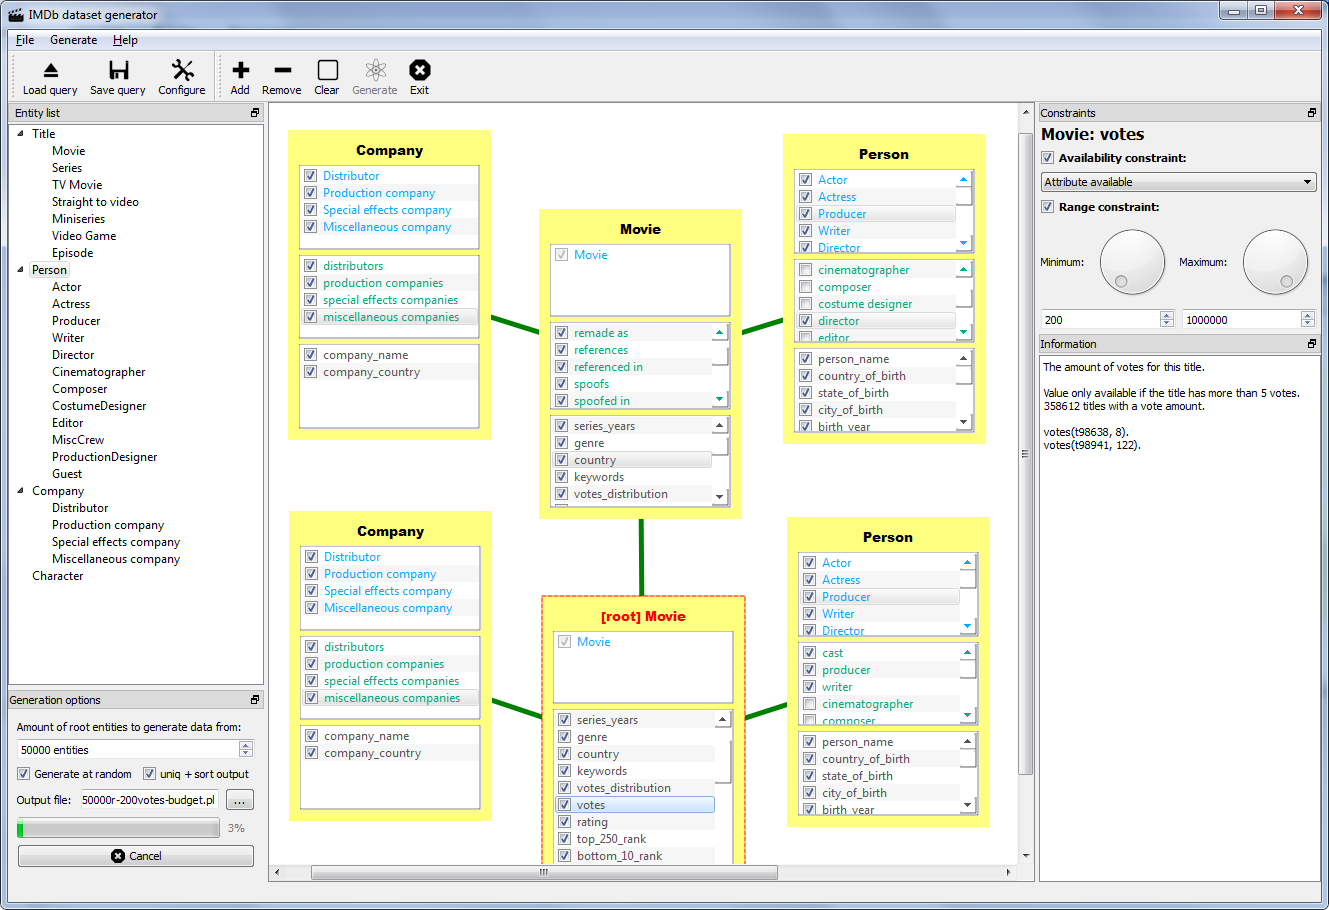 IMDb dataset generator
File Generate Help
Load query Save query Configure Add Remove Clear Generate Exit
Entity list
Title
Movie
Series
TV Movie
Straight to video
Miniseries
Video Game
Episode
Person
Actor
Actress
Producer
Writer
Director
Cinematographer
Composer
CostumeDesigner
Editor
MiscCrew
ProductionDesigner
Guest
Company
Distributor
Production company
Special effects company
Miscellaneous company
Character
Generation options
Amount of root entities to generate data from:
50000 entities
Generate at random uniq + sort output
Output file: 50000r-200votes-budget.pl ...
3%
Cancel
Company
Distributor
Production company
Special effects company
Miscellaneous company
distributors
production companies
special effects companies
miscellaneous companies
company_name
company_country
Movie
Movie
remade as
references
referenced in
spoofs
spoofed in
series_years
genre
country
keywords
votes_distribution
Person
Actor
Actress
Producer
Writer
Director
cinematographer
composer
costume designer
director
editor
person_name
country_of_birth
state_of_birth
city_of_birth
birth_year
Company
Distributor
Production company
Special effects company
Miscellaneous company
distributors
production companies
special effects companies
miscellaneous companies
company_name
company_country
[root] Movie
Movie
series_years
genre
country
keywords
votes_distribution
votes
rating
top_250_rank
bottom_10_rank
Person
Actor
Actress
Producer
Writer
Director
cast
producer
writer
cinematographer
composer
person_name
country_of_birth
state_of_birth
city_of_birth
birth_year
Constraints
Movie: votes
Availability constraint:
Attribute available
Range constraint:
Minimum: Maximum:
200 1000000
Information
The amount of votes for this title.
Value only available if the title has more than 5 votes.
358612 titles with a vote amount.
votes(t98638, 8).
votes(t98941, 122).